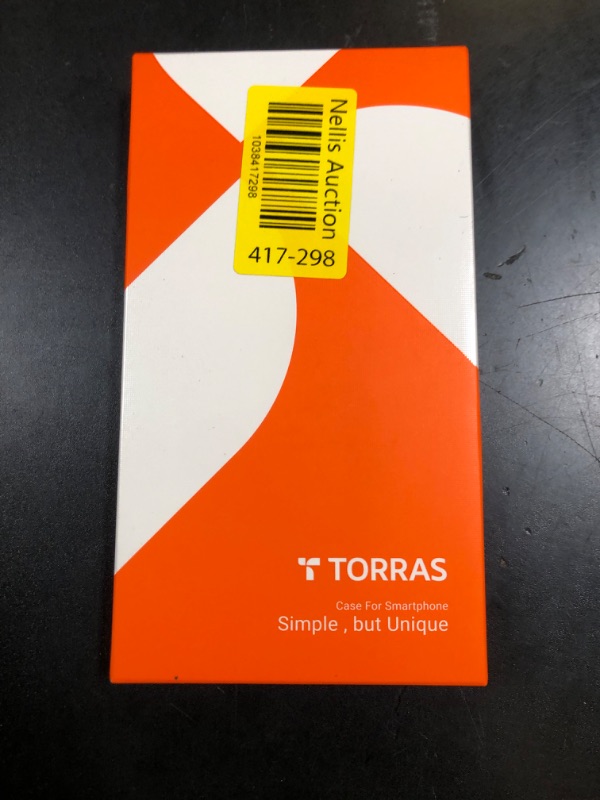 Nellis Auction
1038417298
417-298
TORRAS
Case For Smartphone
Simple , but Unique